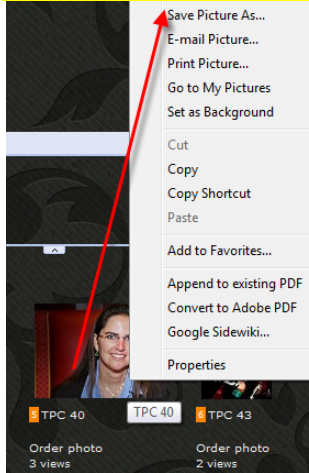 Save Picture As...
E-mail Picture...
Print Picture...
Go to My Pictures
Set as Background
Cut
Copy
Copy Shortcut
Paste
Add to Favorites...
Append to existing PDF
Convert to Adobe PDF
Google Sidewiki...
Properties
5 TPC 40
TPC 40
6 TPC 43
Order photo
3 views
Order photo
2 views